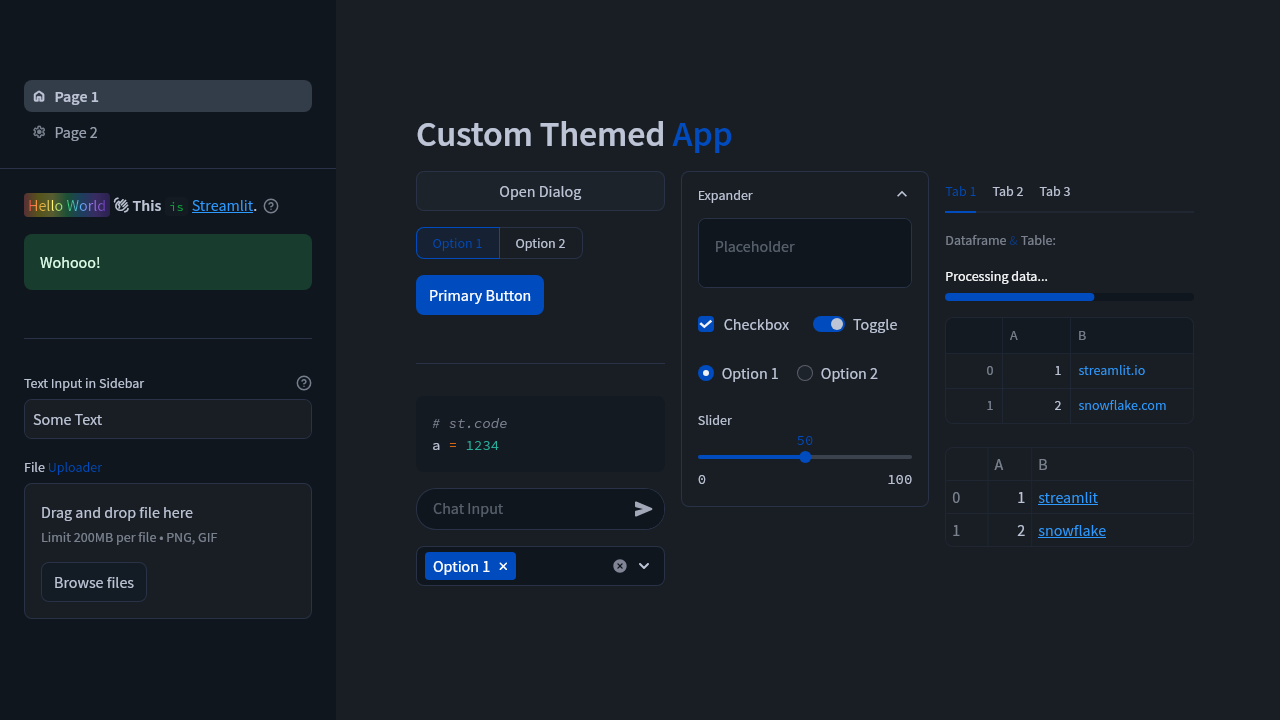 Page 1
Page 2
Hello World 👋 This is Streamlit.
Wohooo!
Text Input in Sidebar
Some Text
File Uploader
Drag and drop file here
Limit 200MB per file • PNG, GIF
Browse files
Custom Themed App
Open Dialog
Option 1 Option 2
Primary Button
# st.code
a = 1234
Chat Input
Option 1
Expander
Placeholder
Checkbox Toggle
Option 1 Option 2
Slider
50
0 100
Tab 1 Tab 2 Tab 3
Dataframe & Table:
Processing data...
A B
0 1 streamlit.io
1 2 snowflake.com
A B
0 1 streamlit
1 2 snowflake